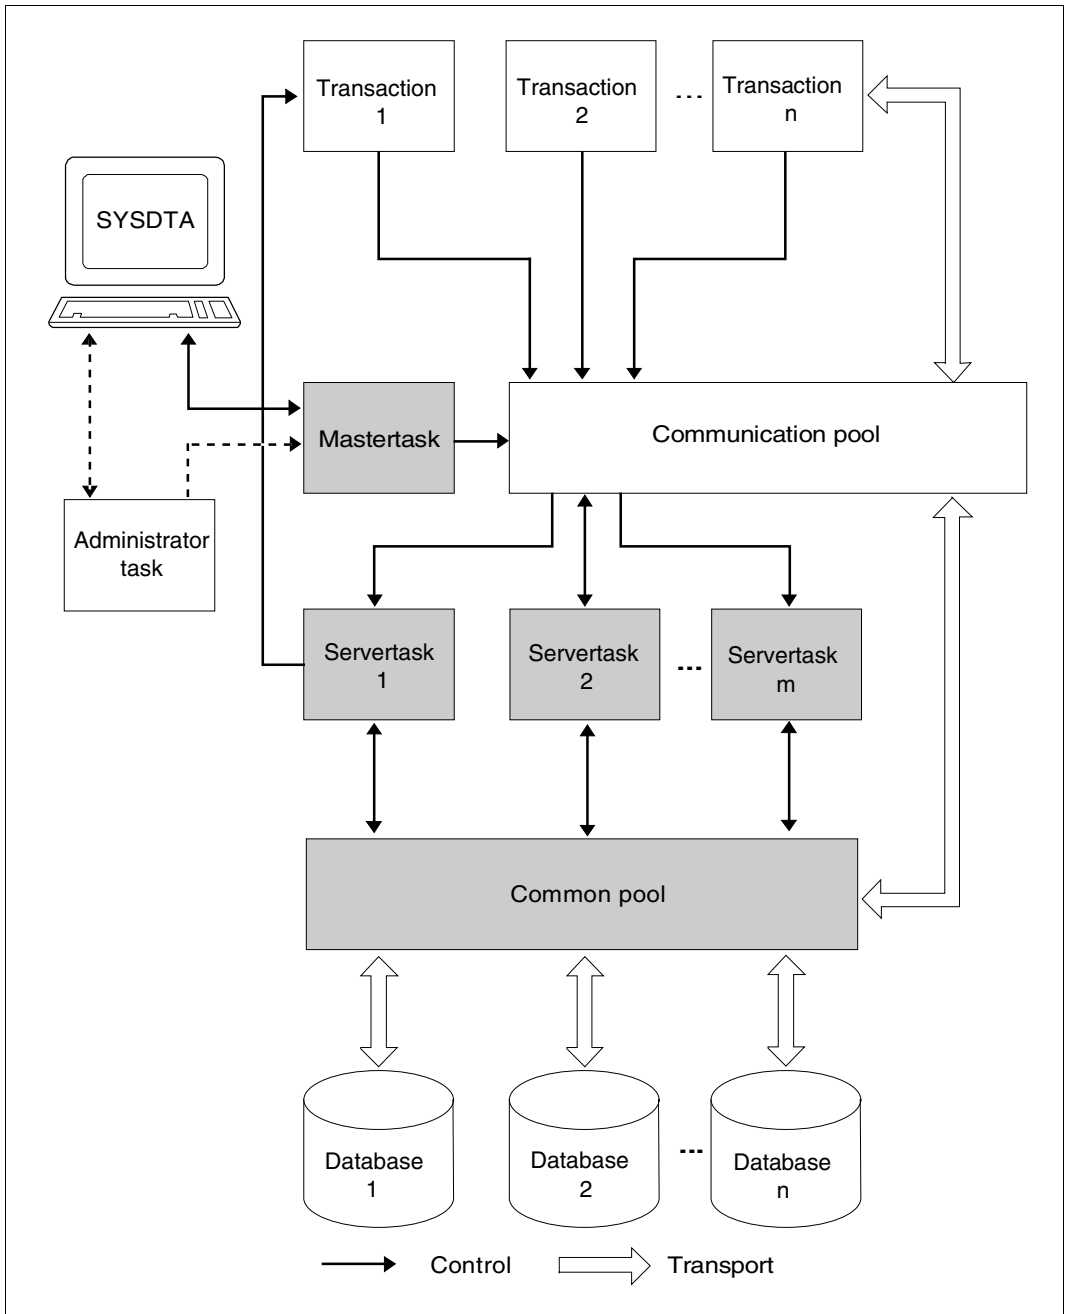 Transaction
1
Transaction
2
...
Transaction
n
SYSDTA
Mastertask
Communication pool
Administrator
task
Servertask
1
Servertask
2
...
Servertask
m
Common pool
Database
1
Database
2
...
Database
n
Control
Transport